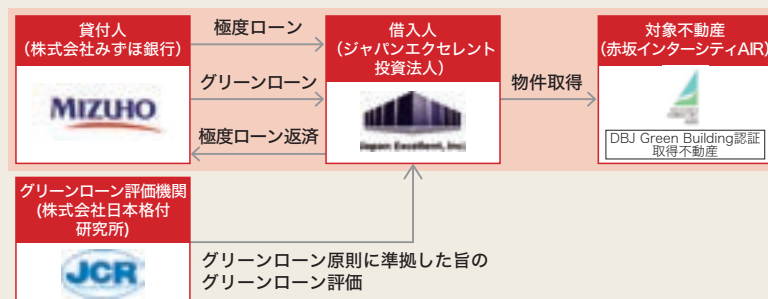 貸付人
（株式会社みずほ銀行）
MIZUHO
極度ローン
グリーンローン
極度ローン返済
借入人
（ジャパンエクセレント
投資法人）
Japan Excellent, Inc.
物件取得
対象不動産
（赤坂インターシティAIR）
DBJ Green Building認証
取得不動産
グリーンローン評価機関
(株式会社日本格付
研究所)
JCR
グリーンローン原則に準拠した旨の
グリーンローン評価